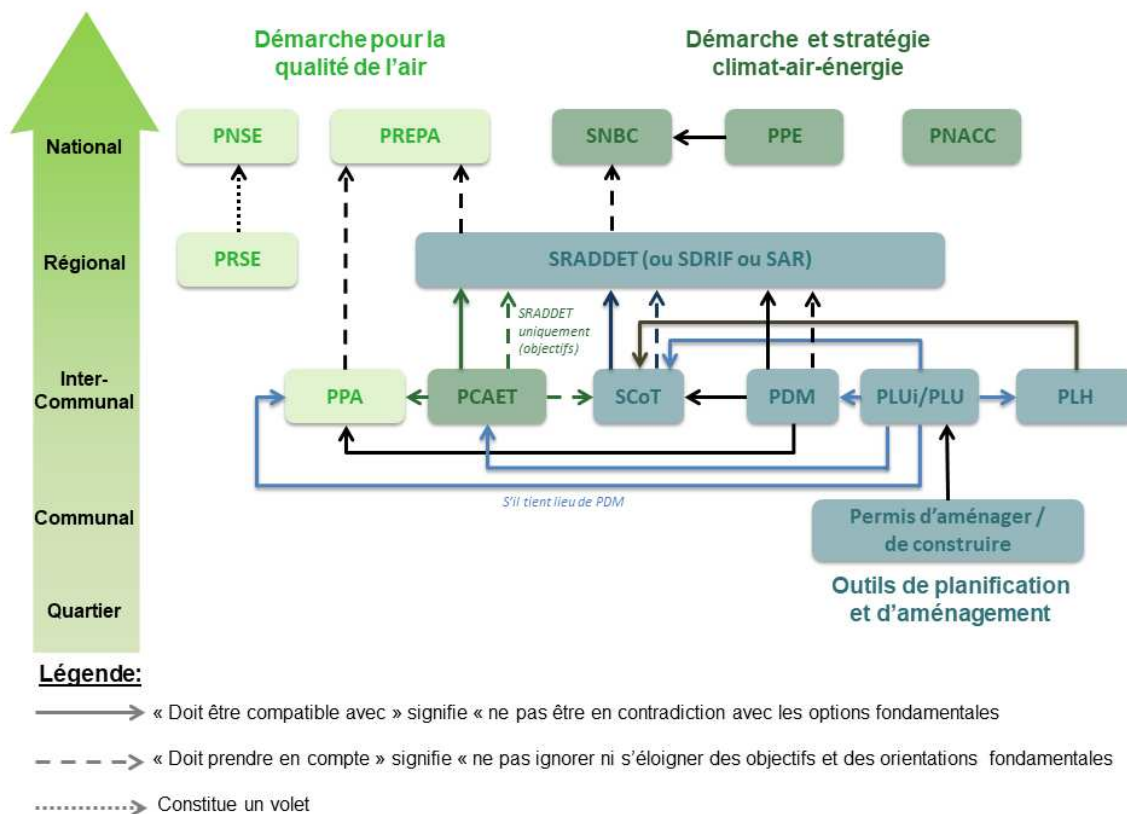 Démarche pour la
qualité de l'air
Démarche et stratégie
climat-air-énergie
National
PNSE
PREPA
SNBC
PPE
PNACC
Régional
PRSE
SRADDET (ou SDRIF ou SAR)
SRADDET
uniquement
(objectifs)
Inter-
Communal
PPA
PCAET
SCoT
PDM
PLUi/PLU
PLH
S'il tient lieu de PDM
Communal
Permis d'aménager /
de construire
Quartier
Outils de planification
et d'aménagement
Légende:
« Doit être compatible avec » signifie « ne pas être en contradiction avec les options fondamentales
« Doit prendre en compte » signifie « ne pas ignorer ni s'éloigner des objectifs et des orientations fondamentales
Constitue un volet